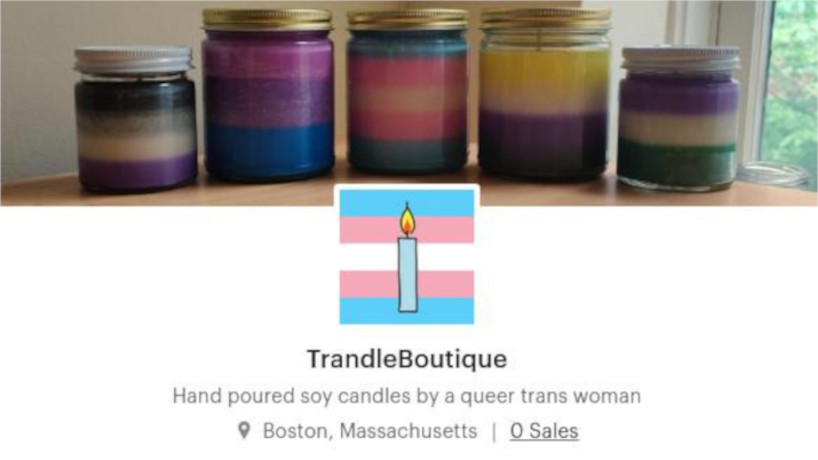 TrandleBoutique
Hand poured soy candles by a queer trans woman
Boston, Massachusetts | 0 Sales